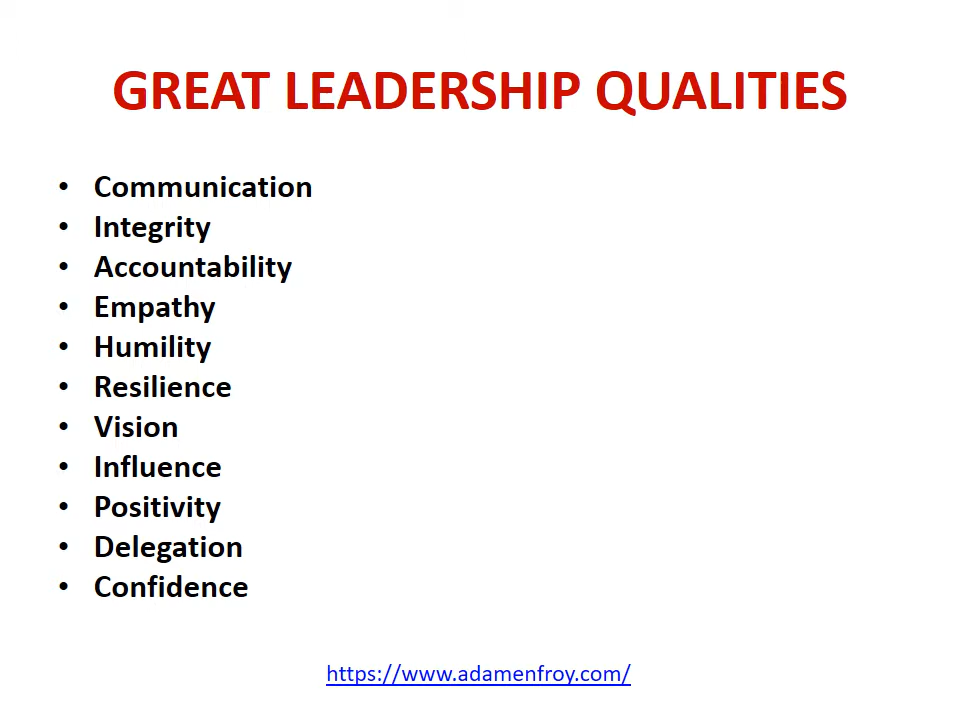 GREAT LEADERSHIP QUALITIES
• Communication
• Integrity
• Accountability
• Empathy
• Humility
• Resilience
• Vision
• Influence
• Positivity
• Delegation
• Confidence
https://www.adamenfroy.com/